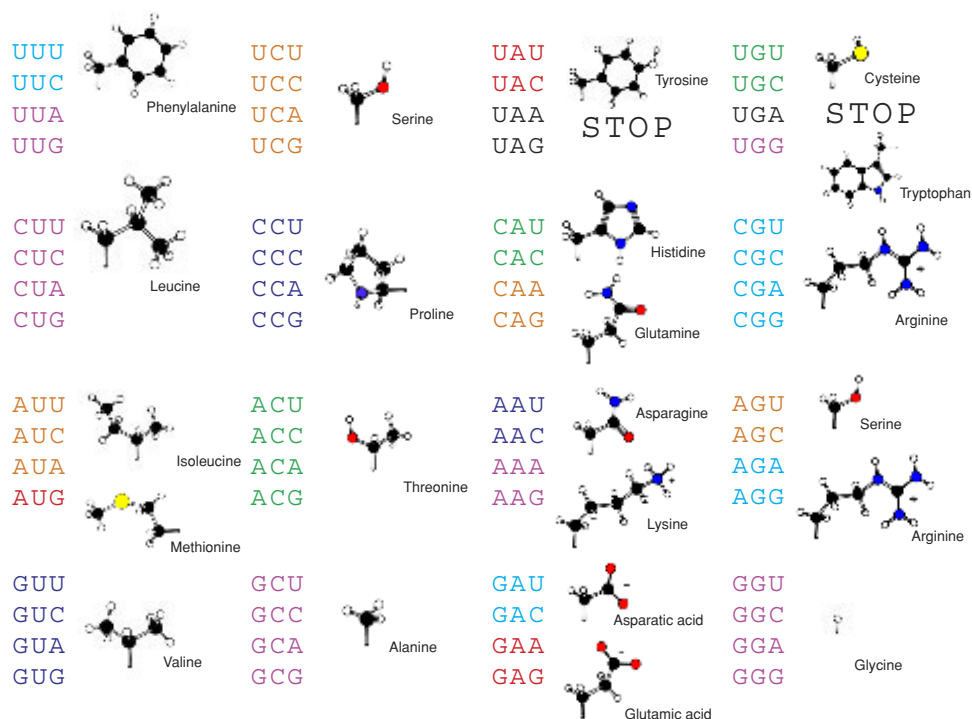 UUU
UUC
UUA
UUG
Phenylalanine
UCU
UCC
UCA
UCG
Serine
UAU
UAC
UAA
UAG
Tyrosine
STOP
UGU
UGC
UGA
UGG
Cysteine
STOP
Tryptophan
CUU
CUC
CUA
CUG
Leucine
CCU
CCC
CCA
CCG
Proline
CAU
CAC
CAA
CAG
Histidine
Glutamine
CGU
CGC
CGA
CGG
Arginine
AUU
AUC
AUA
AUG
Isoleucine
Methionine
ACU
ACC
ACA
ACG
Threonine
AAU
AAC
AAA
AAG
Asparagine
Lysine
AGU
AGC
AGA
AGG
Serine
Arginine
GUU
GUC
GUA
GUG
Valine
GCU
GCC
GCA
GCG
Alanine
GAU
GAC
GAA
GAG
Asparatic acid
Glutamic acid
GGU
GGC
GGA
GGG
Glycine